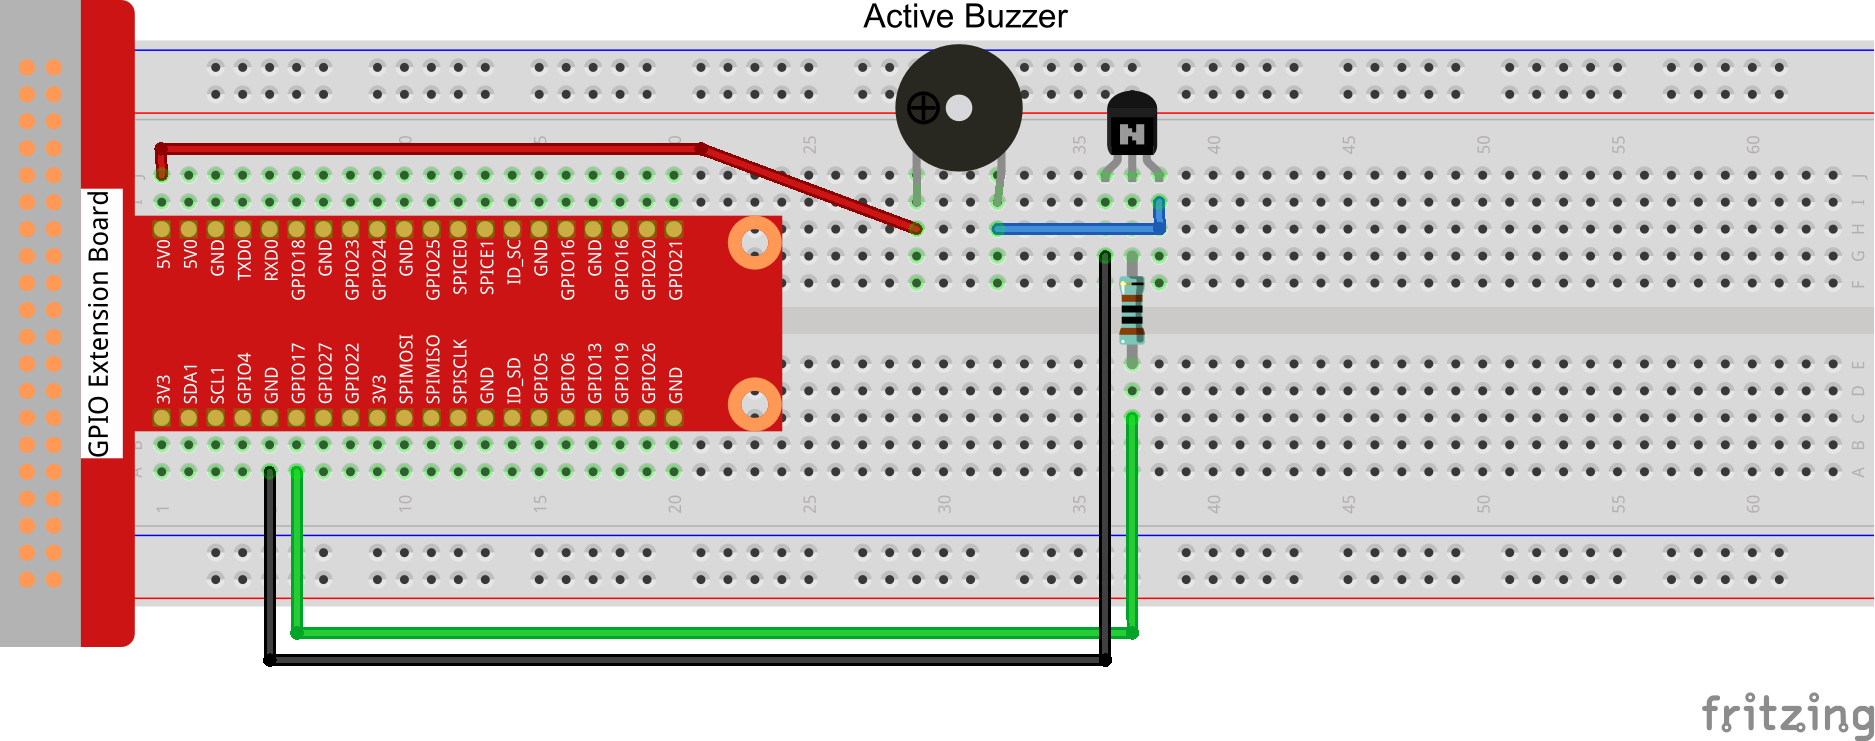 Active Buzzer
10 15 20 25 35 40 45 50 55 60
J J
I I
H
G
F
5V0 5V0 GND TXD0 RXD0 GPIO18 GND GPIO23 GPIO24 GND GPIO25 SPICE0 SPICE1 ID_SC GND GPIO16 GND GPIO16 GPIO20 GPIO21
GPIO Extension Board
3V3 SDA1 SCL1 GPIO4 GND GPIO17 GPIO27 GPIO22 3V3 SPIMOSI SPIMISO SPISCLK GND ID_SD GPIO5 GPIO6 GPIO13 GPIO19 GPIO26 GND
N
E
D
C
B B
A A
1 10 15 20 25 30 35 40 45 50 55 60
fritzing